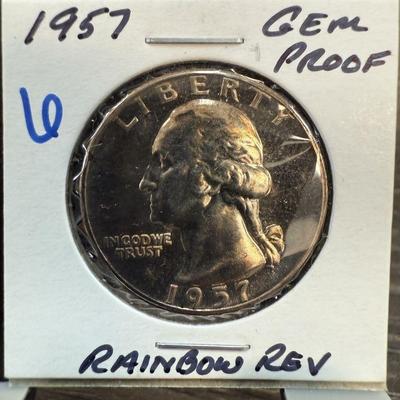 1957 GEM
PROOF
6
LIBERTY
IN GOD WE
TRUST
1957
RAINBOW REV